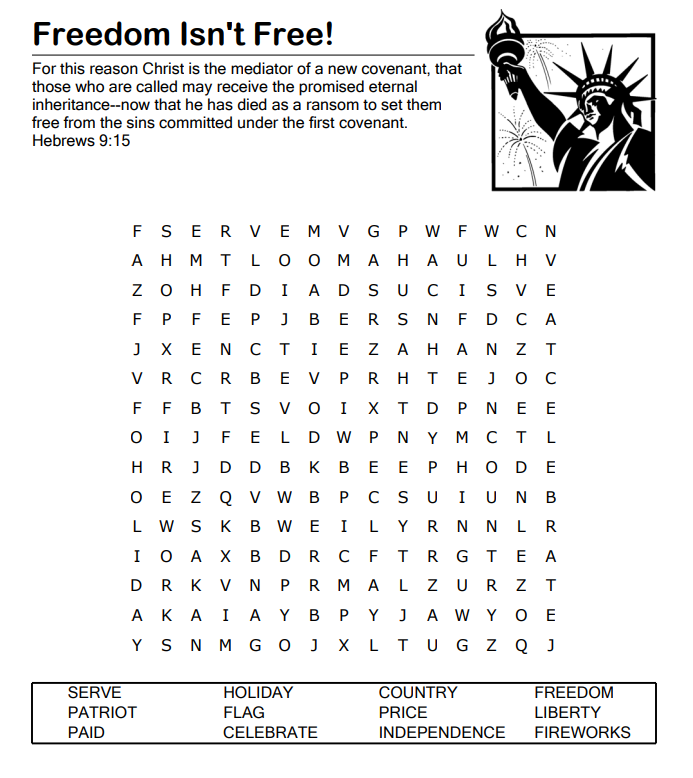 Freedom Isn't Free!
For this reason Christ is the mediator of a new covenant, that
those who are called may receive the promised eternal
inheritance--now that he has died as a ransom to set them
free from the sins committed under the first covenant.
Hebrews 9:15
F S E R V E M V G P W F W C N
A H M T L O O M A H A U L H V
Z O H F D I A D S U C I S V E
F P F E P J B E R S N F D C A
J X E N C T I E Z A H A N Z T
V R C R B E V P R H T E J O C
F F B T S V O I X T D P N E E
O I J F E L D W P N Y M C T L
H R J D D B K B E E P H O D E
O E Z Q V W B P C S U I U N B
L W S K B W E I L Y R N N L R
I O A X B D R C F T R G T E A
D R K V N P R M A L Z U R Z T
A K A I A Y B P Y J A W Y O E
Y S N M G O J X L T U G Z Q J
SERVE HOLIDAY COUNTRY FREEDOM
PATRIOT FLAG PRICE LIBERTY
PAID CELEBRATE INDEPENDENCE FIREWORKS